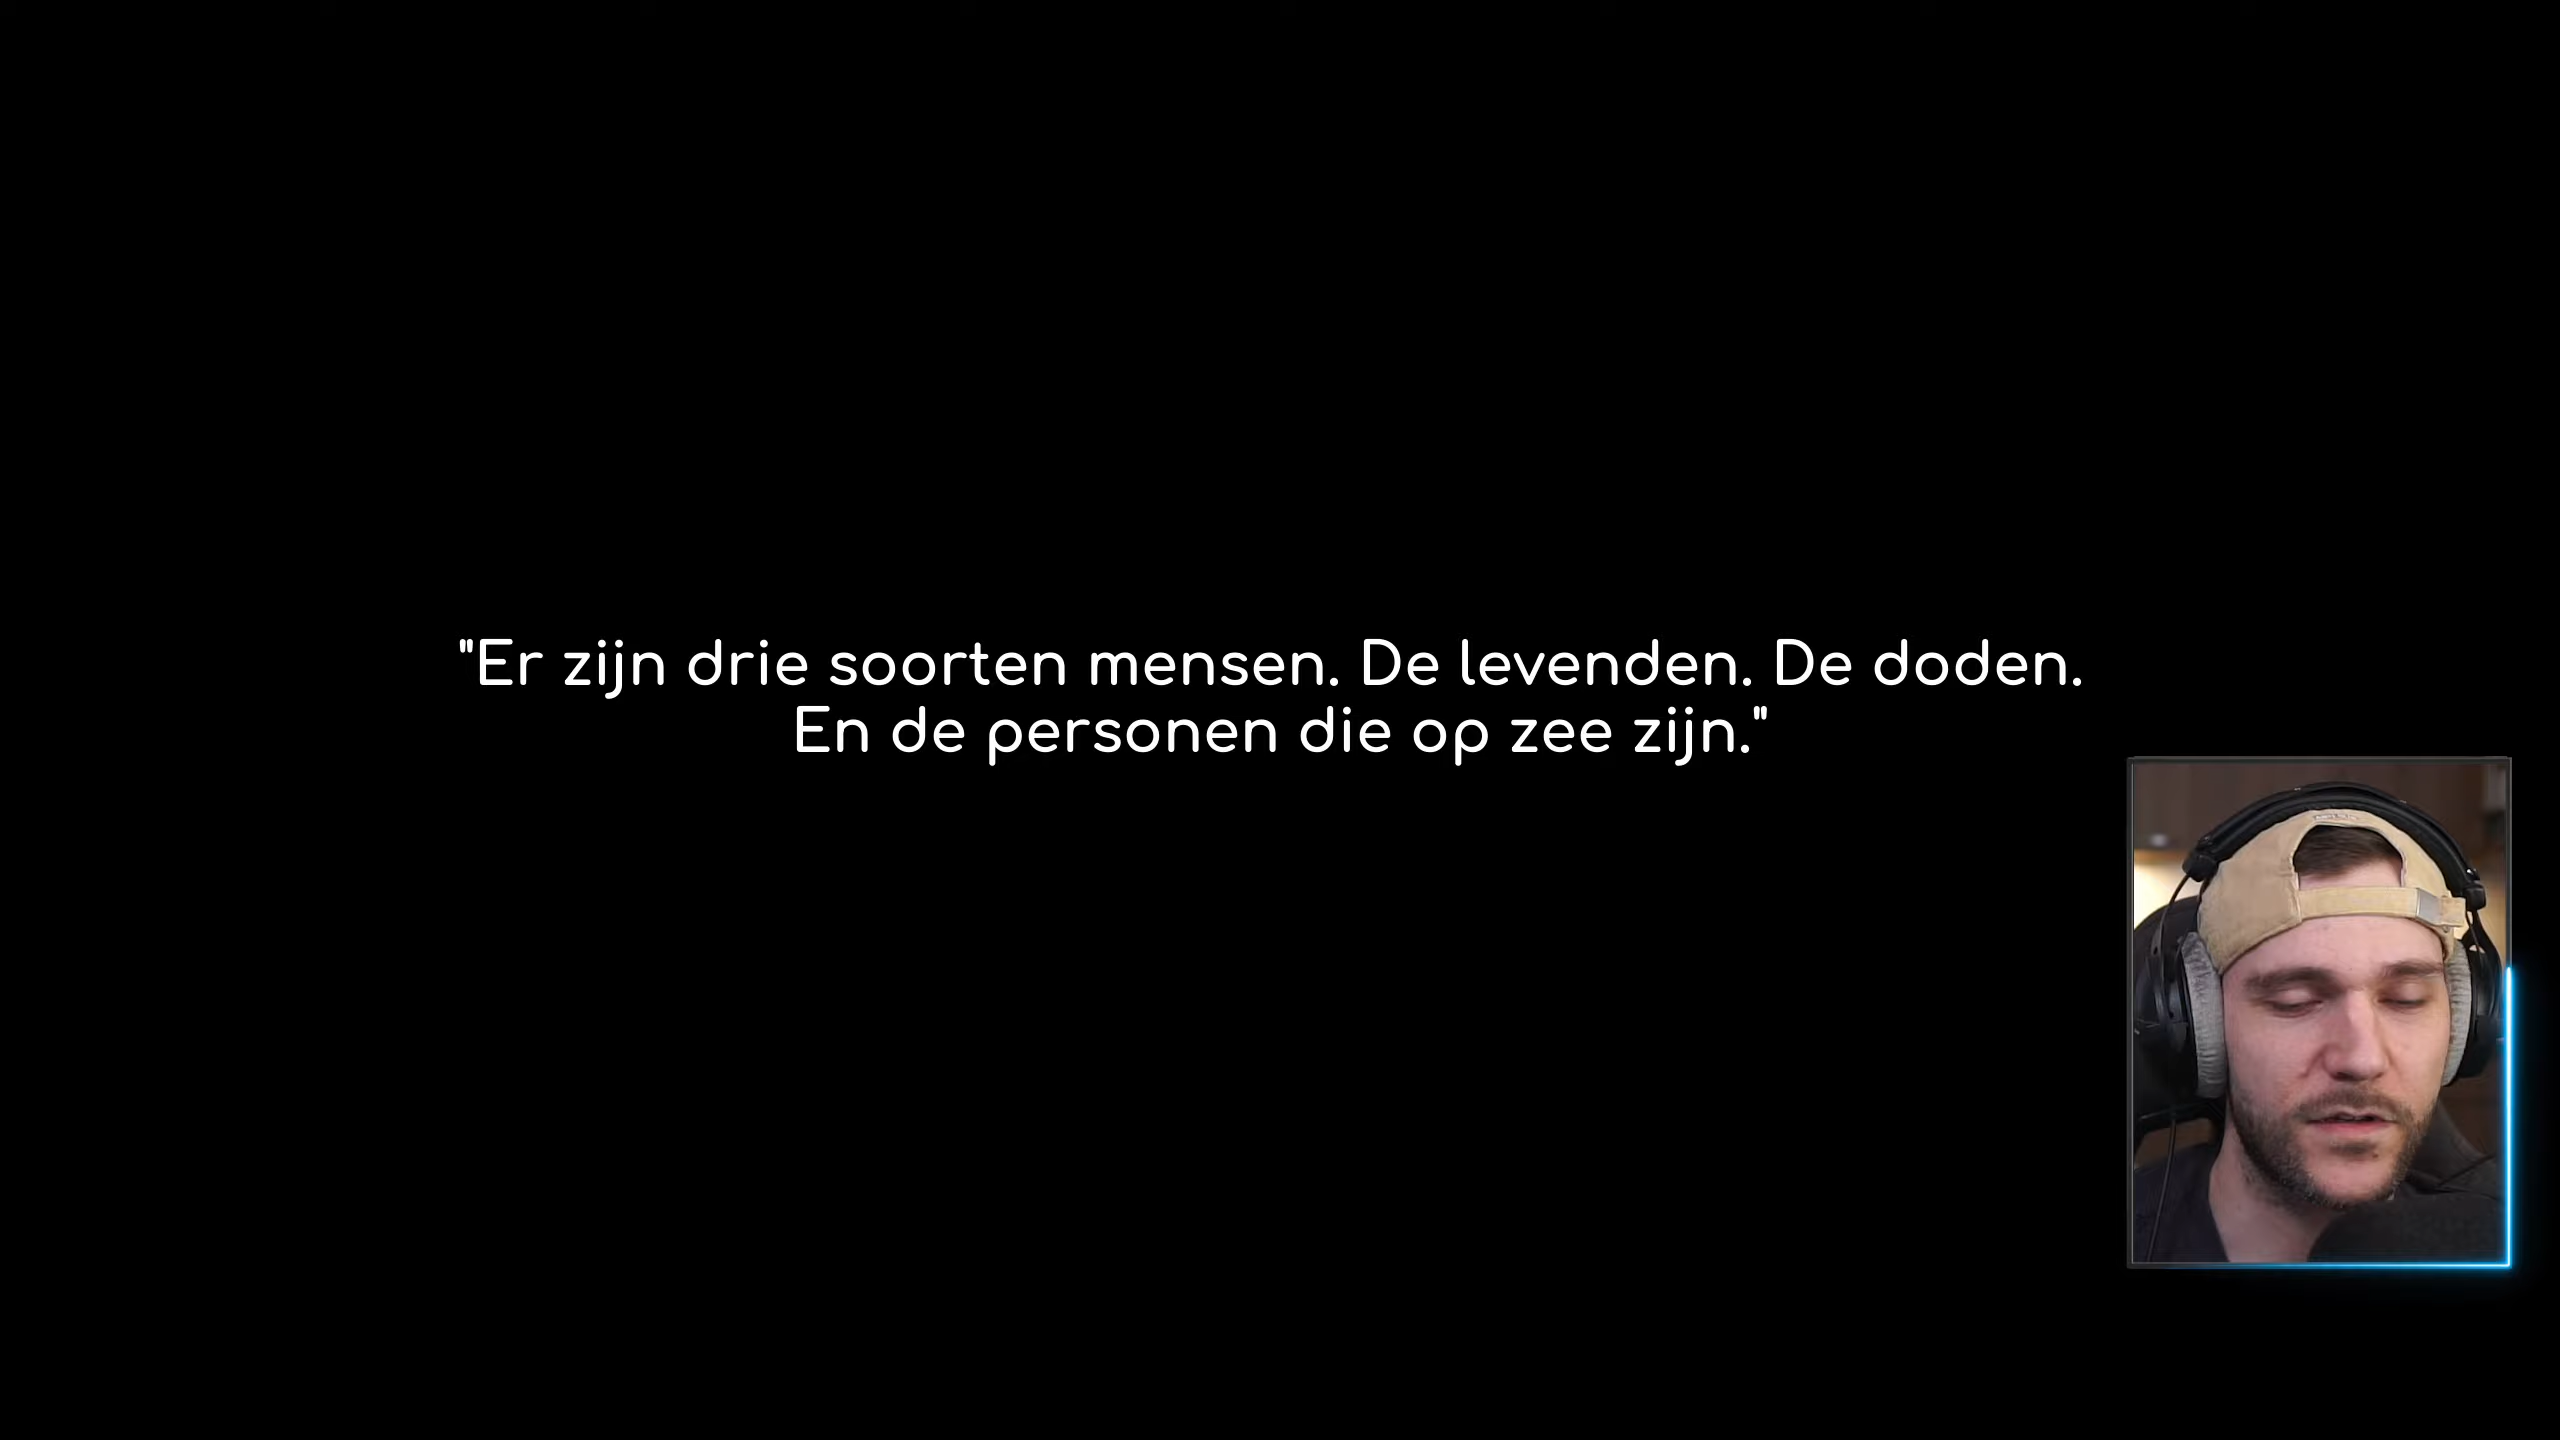 "Er zijn drie soorten mensen. De levenden. De doden.
En de personen die op zee zijn."